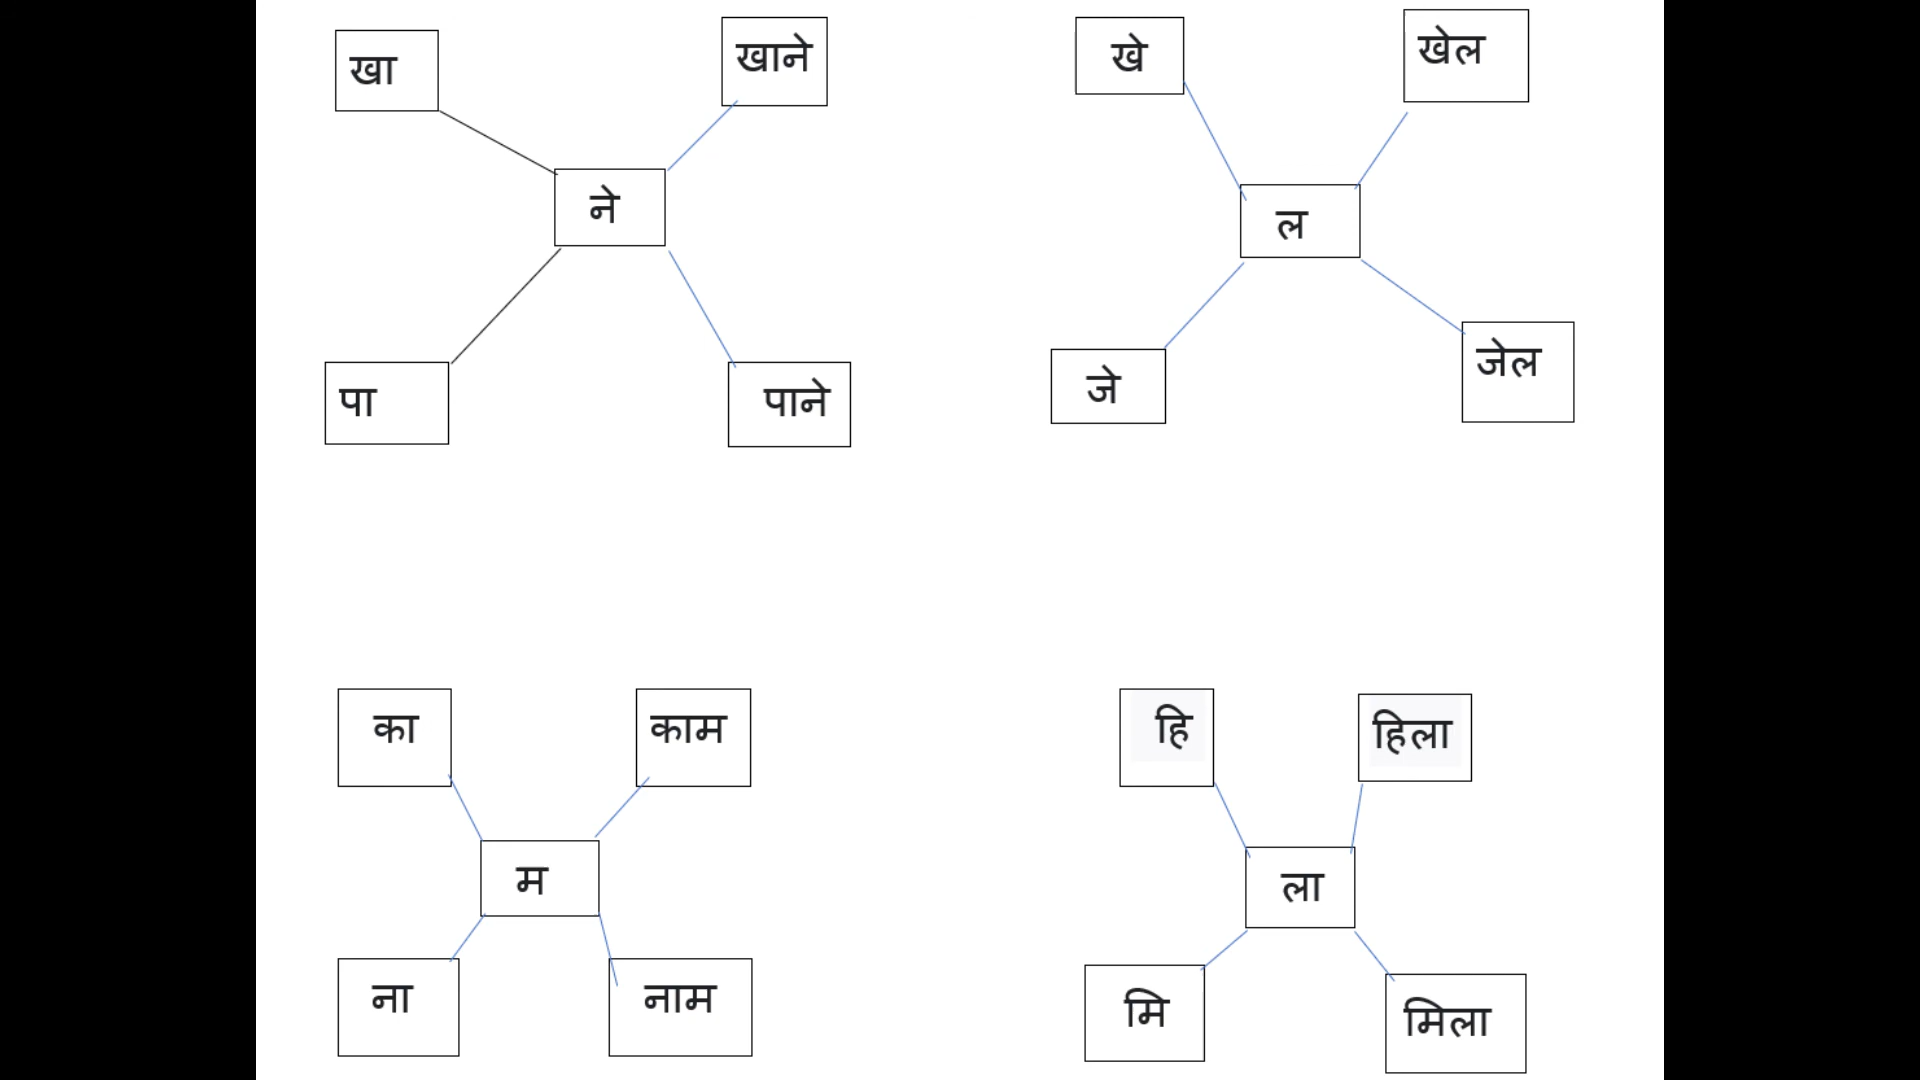 खा
खाने
ने
पा
पाने
खे
खेल
ल
जे
जेल
का
काम
म
ना
नाम
हि
हिला
ला
मि
मिला